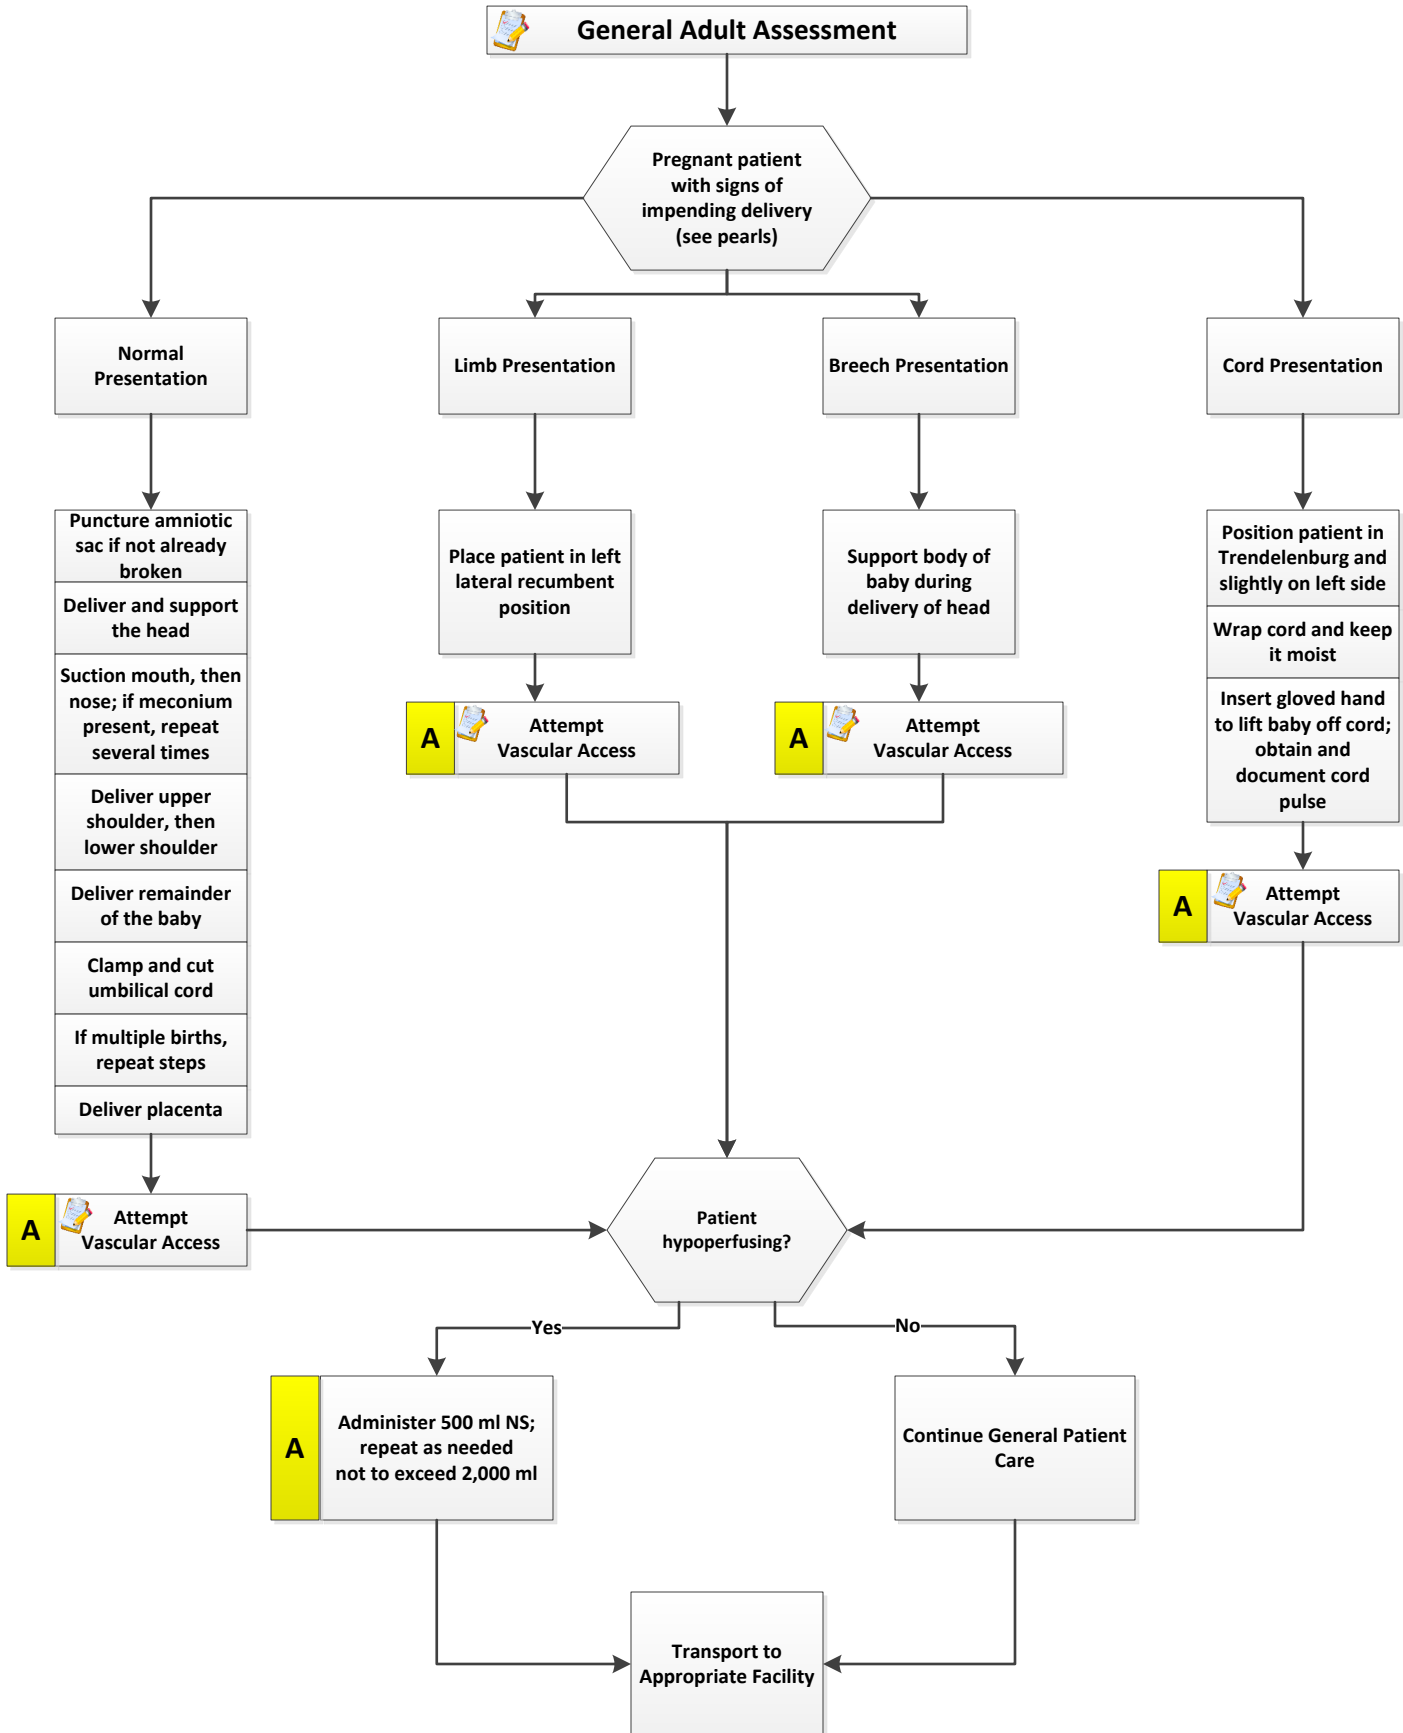 General Adult Assessment
Pregnant patient
with signs of
impending delivery
(see pearls)
Normal
Presentation
Limb Presentation
Breech Presentation
Cord Presentation
Puncture amniotic
sac if not already
broken
Deliver and support
the head
Suction mouth, then
nose; if meconium
present, repeat
several times
Deliver upper
shoulder, then
lower shoulder
Deliver remainder
of the baby
Clamp and cut
umbilical cord
If multiple births,
repeat steps
Deliver placenta
A
Attempt
Vascular Access
Place patient in left
lateral recumbent
position
A
Attempt
Vascular Access
Support body of
baby during
delivery of head
A
Attempt
Vascular Access
Position patient in
Trendelenburg and
slightly on left side
Wrap cord and keep
it moist
Insert gloved hand
to lift baby off cord;
obtain and
document cord
pulse
A
Attempt
Vascular Access
Patient
hypoperfusing?
Yes
No
A
Administer 500 ml NS;
repeat as needed
not to exceed 2,000 ml
Continue General Patient
Care
Transport to
Appropriate Facility